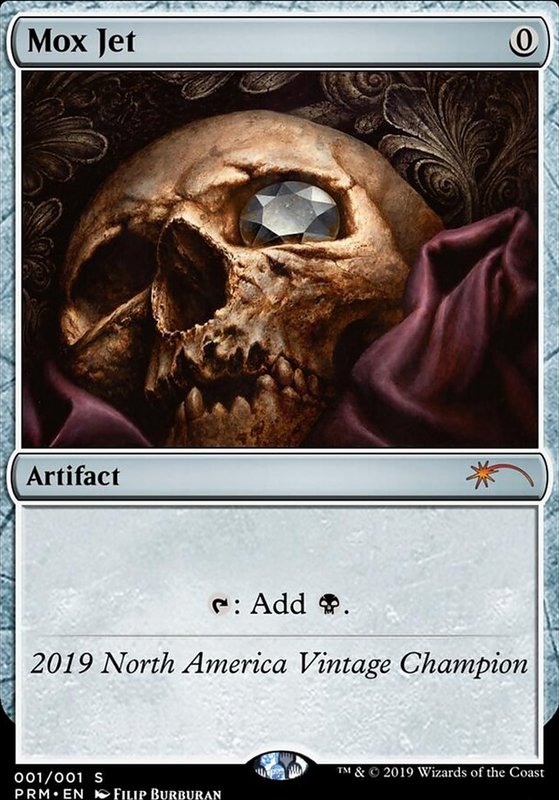 Mox Jet 0
Artifact
: Add .
2019 North America Vintage Champion
001/001 S
™ & © 2019 Wizards of the Coast
PRM • EN Filip Burburan